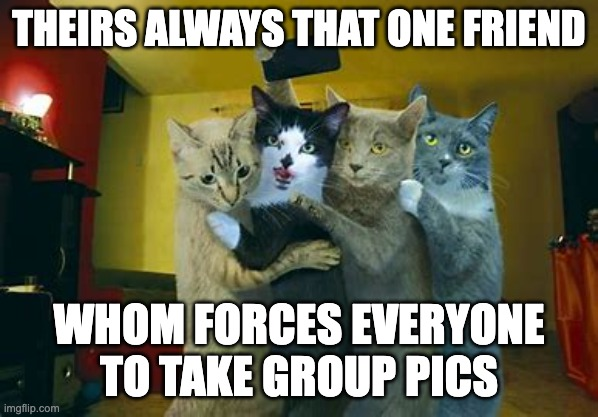 THEIRS ALWAYS THAT ONE FRIEND
WHOM FORCES EVERYONE
TO TAKE GROUP PICS
imgflip.com